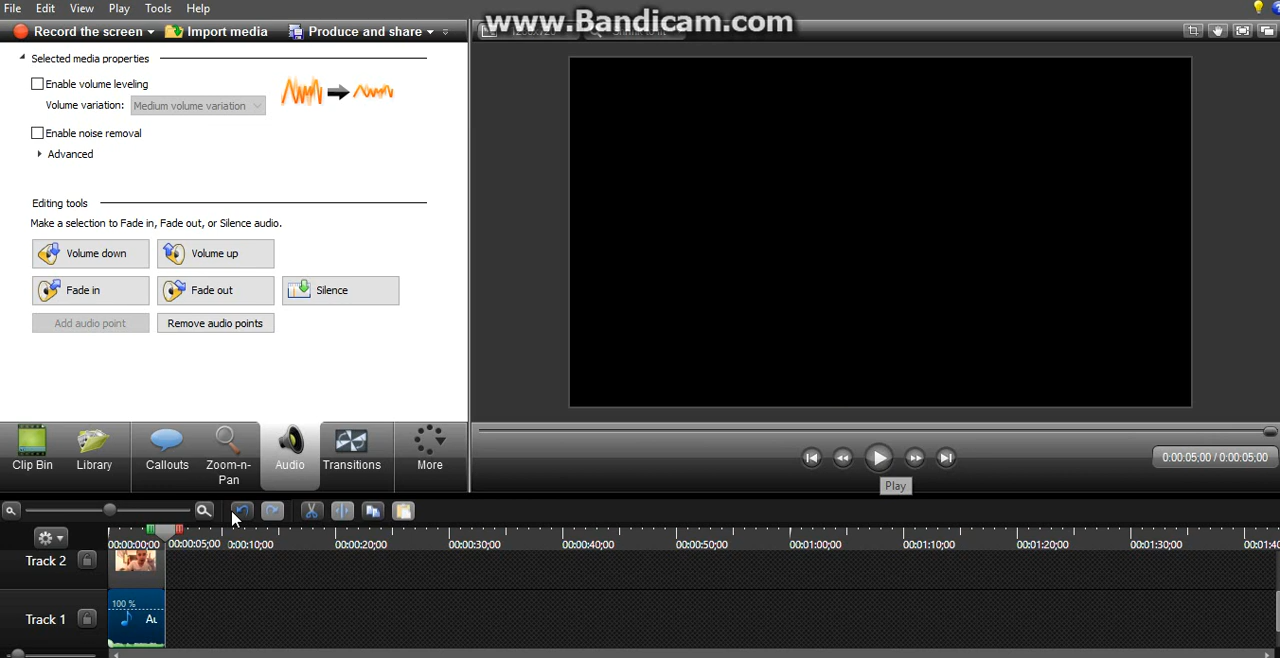 File Edit View Play Tools Help
www.Bandicam.com
Record the screen Import media Produce and share
Selected media properties
Enable volume leveling
Volume variation: Medium volume variation
Enable noise removal
Advanced
Editing tools
Make a selection to Fade in, Fade out, or Silence audio.
Volume down Volume up
Fade in Fade out Silence
Add audio point Remove audio points
Clip Bin Library Callouts Zoom-n-Pan Audio Transitions More
0:00:05;00 / 0:00:05;00
Play
00:00:00;00 00:00:05;00 0:00:10;00 00:00:20;00 00:00:30;00 00:00:40;00 00:00:50;00 00:01:00;00 00:01:10;00 00:01:20;00 00:01:30;00 00:01:40
Track 2
100 %
Track 1 Au